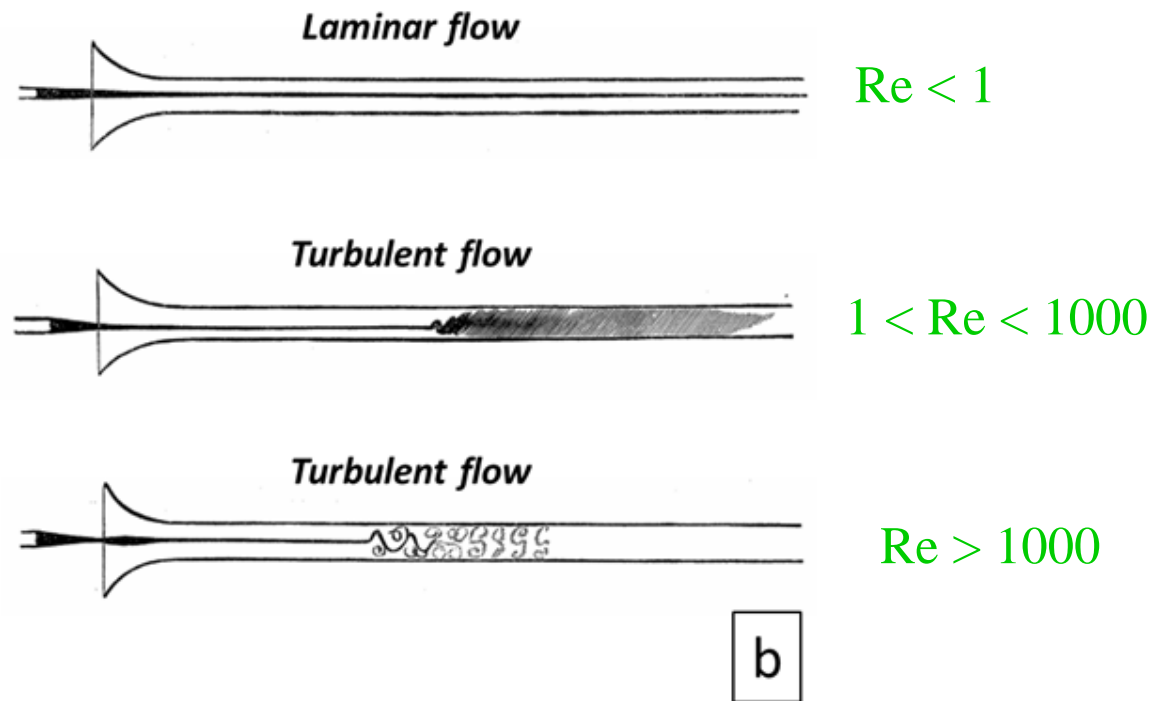 Laminar flow
Re < 1
Turbulent flow
1 < Re < 1000
Turbulent flow
Re > 1000
b